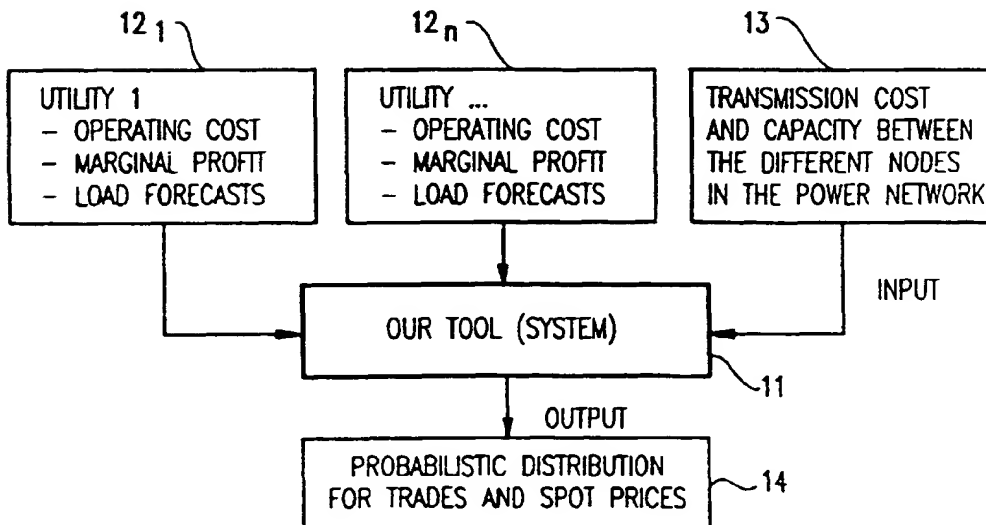 12 1
12 n
13
UTILITY 1
- OPERATING COST
- MARGINAL PROFIT
- LOAD FORECASTS
UTILITY ...
- OPERATING COST
- MARGINAL PROFIT
- LOAD FORECASTS
TRANSMISSION COST
AND CAPACITY BETWEEN
THE DIFFERENT NODES
IN THE POWER NETWORK
INPUT
OUR TOOL (SYSTEM)
11
OUTPUT
PROBABILISTIC DISTRIBUTION
FOR TRADES AND SPOT PRICES
14